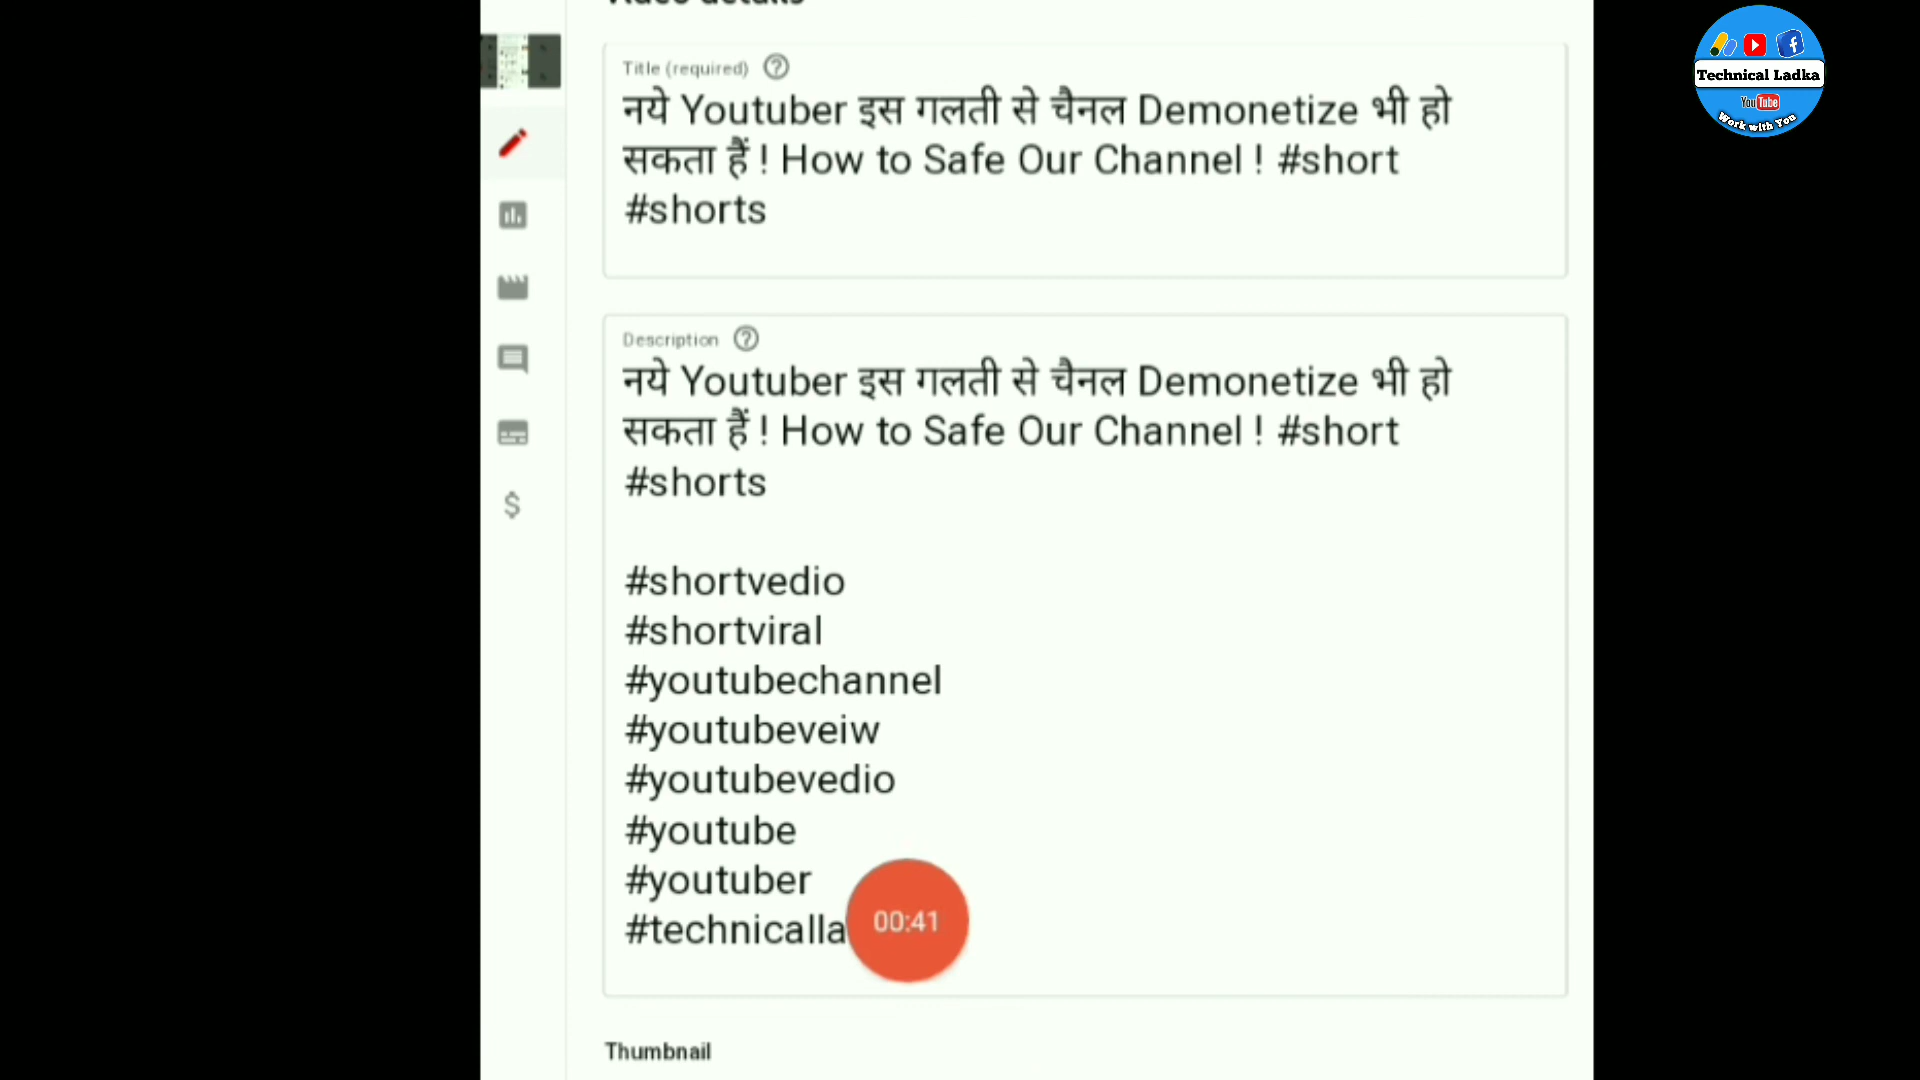 Video details
Title (required)
नये Youtuber इस गलती से चैनल Demonetize भी हो
सकता हैं ! How to Safe Our Channel ! #short
#shorts
Description
नये Youtuber इस गलती से चैनल Demonetize भी हो
सकता हैं ! How to Safe Our Channel ! #short
#shorts
#shortvedio
#shortviral
#youtubechannel
#youtubeveiw
#youtubevedio
#youtube
#youtuber
#technicalla
00:41
Thumbnail
Technical Ladka
YouTube
Work with You